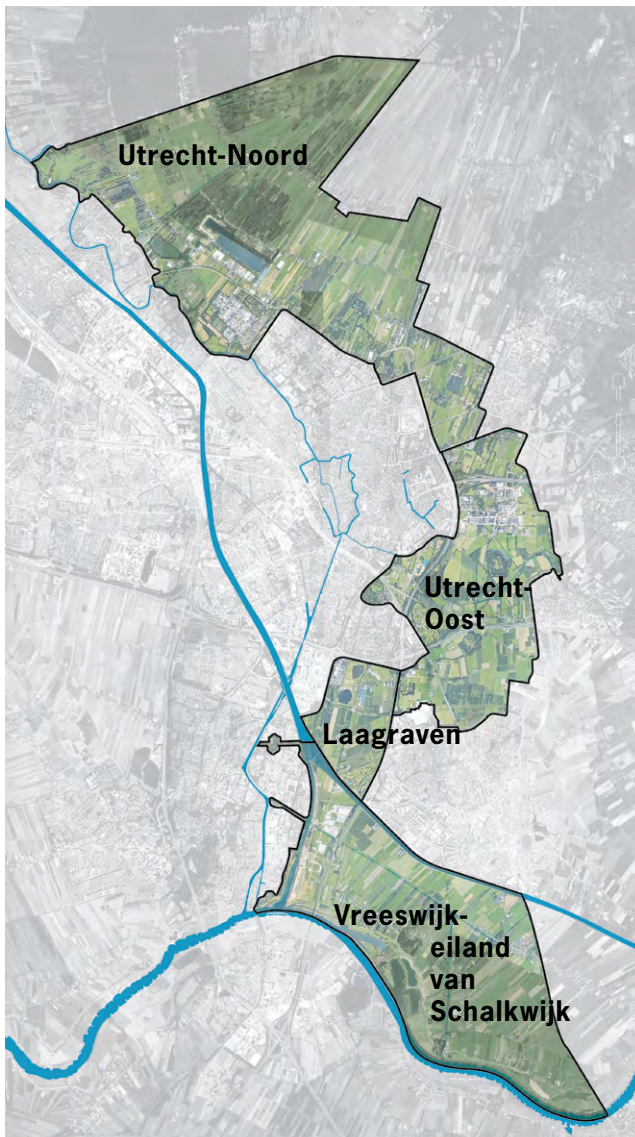 Utrecht-Noord
Utrecht-
Oost
Laagraven
Vreeswijk-
eiland
van
Schalkwijk